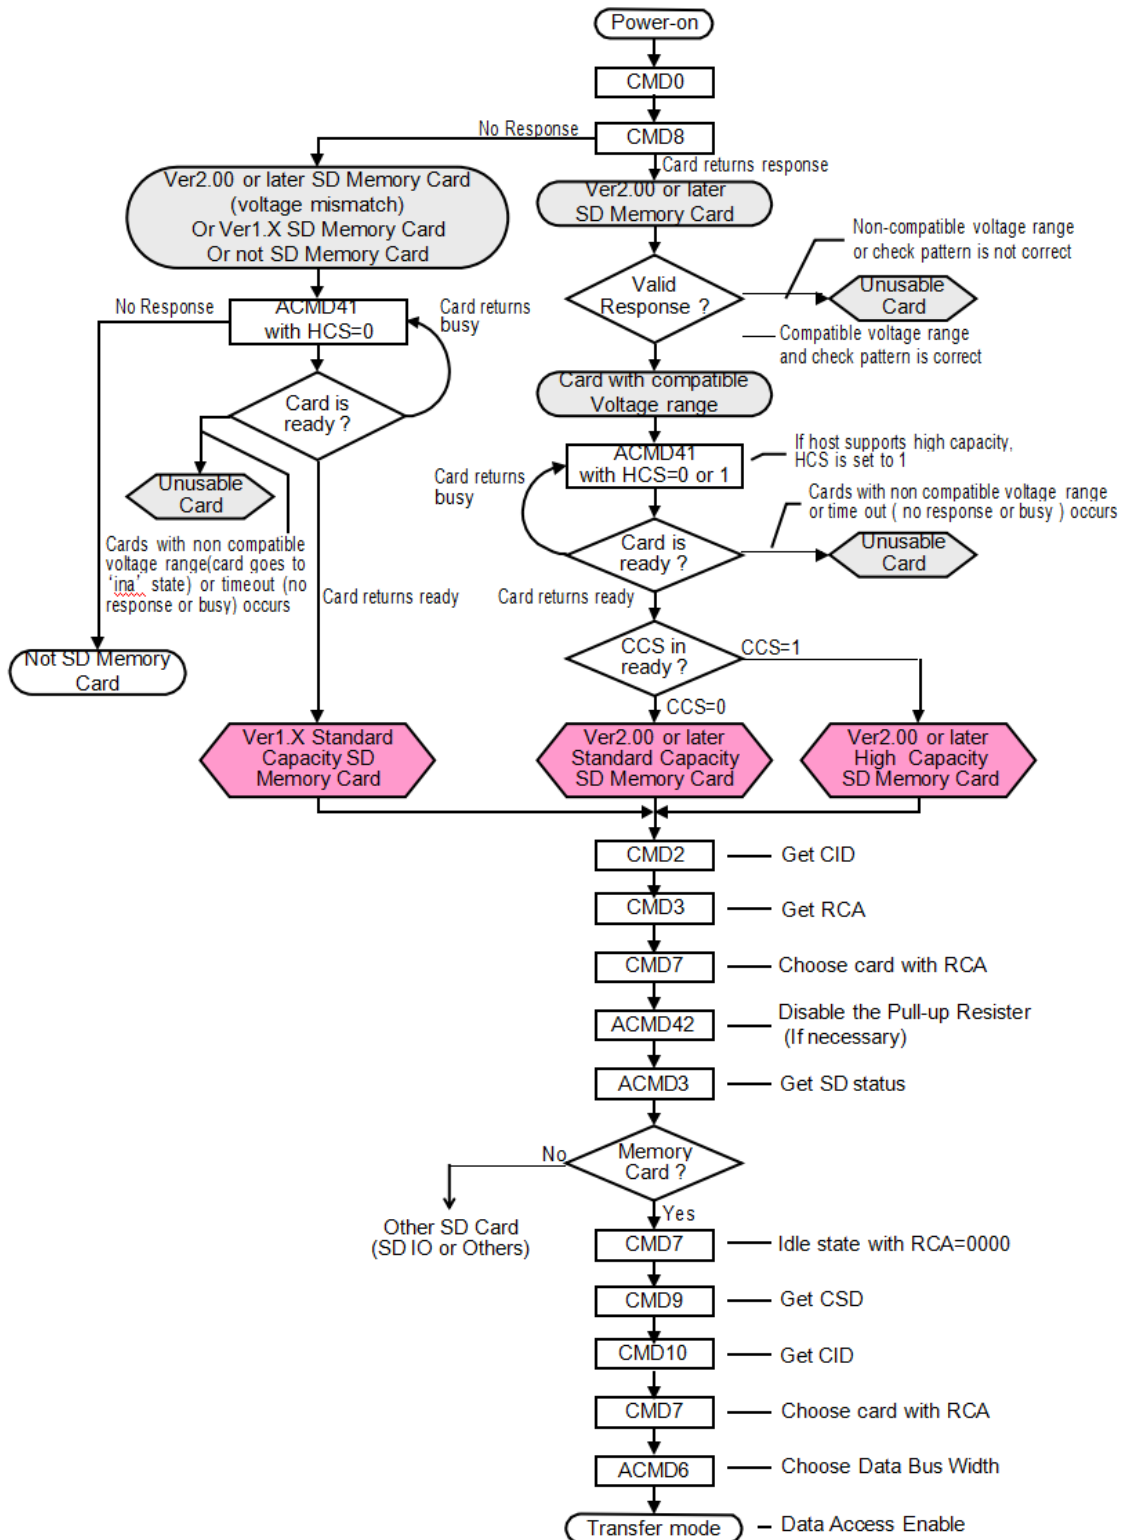 Power-on
CMD0
No Response
CMD8
Card returns response
Ver2.00 or later SD Memory Card
(voltage mismatch)
Or Ver1.X SD Memory Card
Or not SD Memory Card
Ver2.00 or later
SD Memory Card
Non-compatible voltage range
or check pattern is not correct
Valid
Response ?
Unusable
Card
No Response
ACMD41
with HCS=0
Card returns
busy
Compatible voltage range
and check pattern is correct
Card with compatible
Voltage range
Card is
ready ?
ACMD41
with HCS=0 or 1
If host supports high capacity,
HCS is set to 1
Card returns
busy
Unusable
Card
Cards with non compatible voltage range
or time out ( no response or busy ) occurs
Card is
ready ?
Unusable
Card
Cards with non compatible
voltage range(card goes to
‘ina’ state) or timeout (no
response or busy) occurs
Card returns ready
Card returns ready
CCS in
ready ?
CCS=1
Not SD Memory
Card
CCS=0
Ver1.X Standard
Capacity SD
Memory Card
Ver2.00 or later
Standard Capacity
SD Memory Card
Ver2.00 or later
High Capacity
SD Memory Card
CMD2
Get CID
CMD3
Get RCA
CMD7
Choose card with RCA
ACMD42
Disable the Pull-up Resister
(If necessary)
ACMD3
Get SD status
Memory
Card ?
No
Yes
Other SD Card
(SD IO or Others)
CMD7
Idle state with RCA=0000
CMD9
Get CSD
CMD10
Get CID
CMD7
Choose card with RCA
ACMD6
Choose Data Bus Width
Transfer mode
Data Access Enable